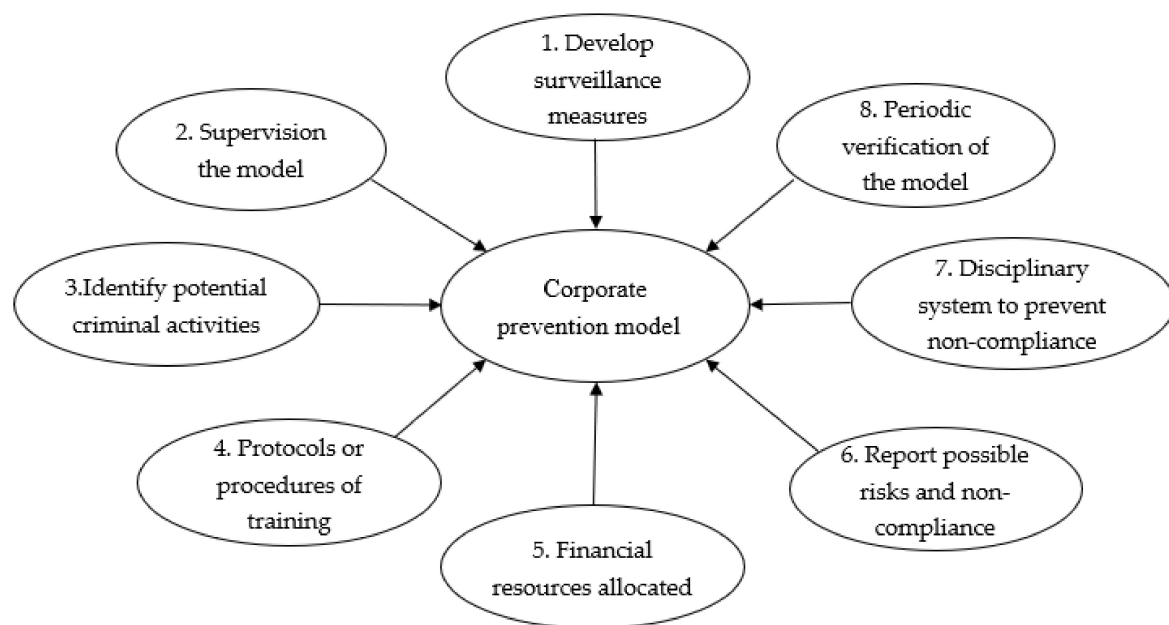 1. Develop
surveillance
measures
2. Supervision
the model
3.Identify potential
criminal activities
4. Protocols or
procedures of
training
5. Financial
resources allocated
6. Report possible
risks and non-
compliance
7. Disciplinary
system to prevent
non-compliance
8. Periodic
verification of
the model
Corporate
prevention model